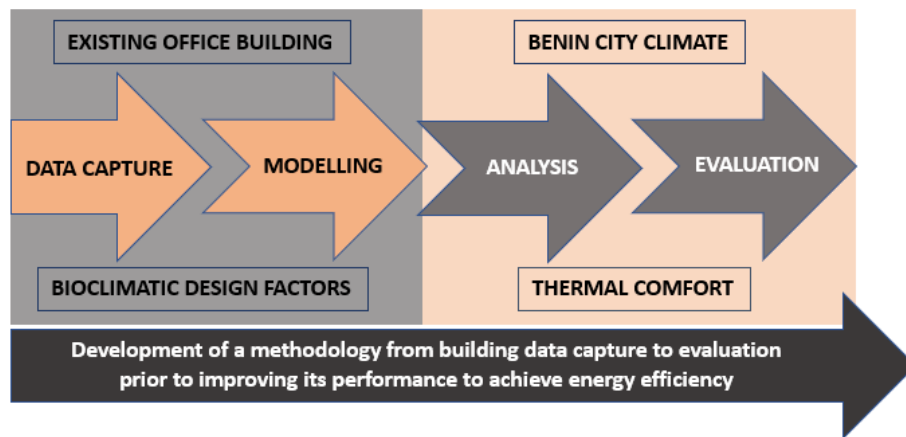 EXISTING OFFICE BUILDING
BENIN CITY CLIMATE
DATA CAPTURE
MODELLING
ANALYSIS
EVALUATION
BIOCLIMATIC DESIGN FACTORS
THERMAL COMFORT
Development of a methodology from building data capture to evaluation
prior to improving its performance to achieve energy efficiency